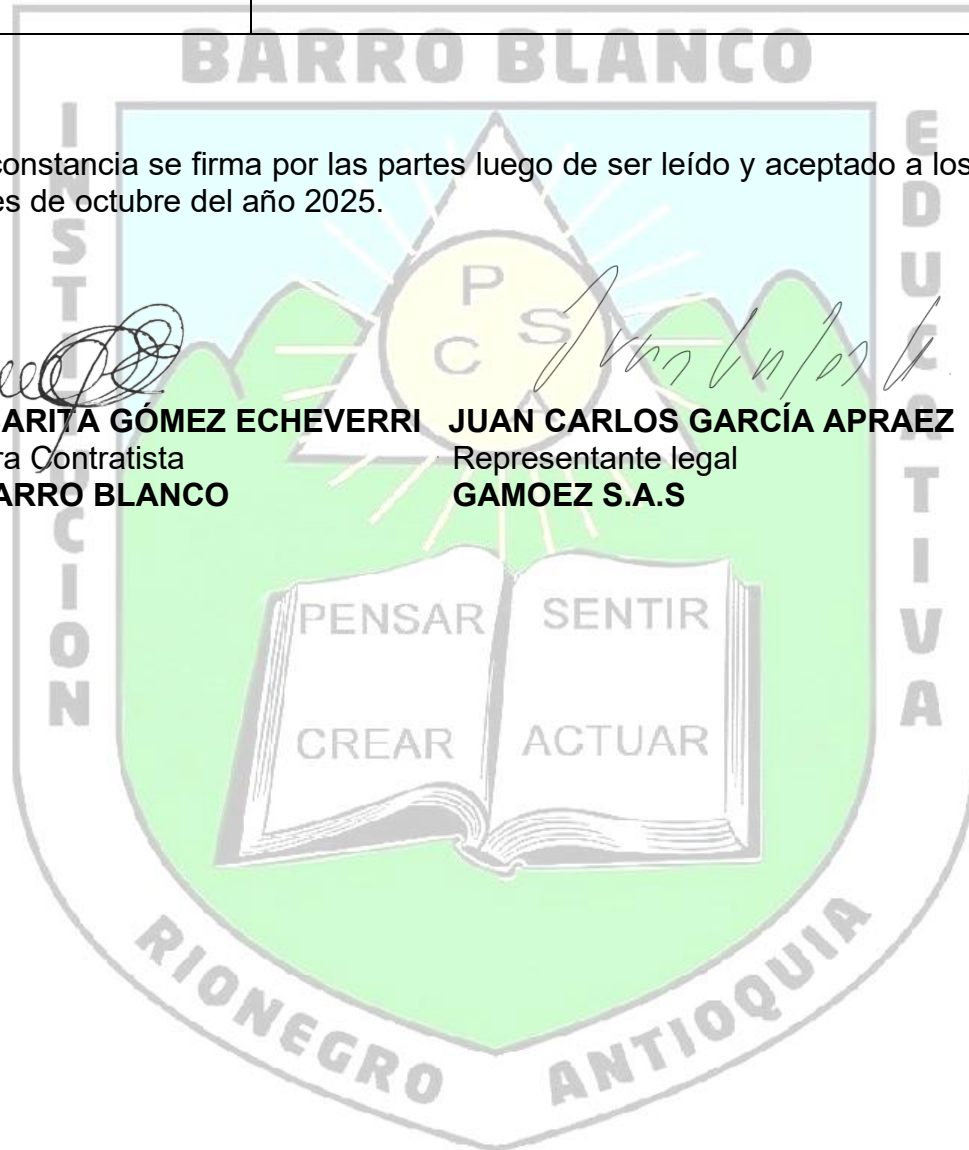 BARRO BLANCO
INSTITUCION
EDUCATIVA
constancia se firma por las partes luego de ser leído y aceptado a los
es de octubre del año 2025.
P
C S
A
ARITA GÓMEZ ECHEVERRI JUAN CARLOS GARCÍA APRAEZ
ra Contratista Representante legal
ARRO BLANCO GAMOEZ S.A.S
PENSAR SENTIR
CREAR ACTUAR
RIONEGRO ANTIOQUIA